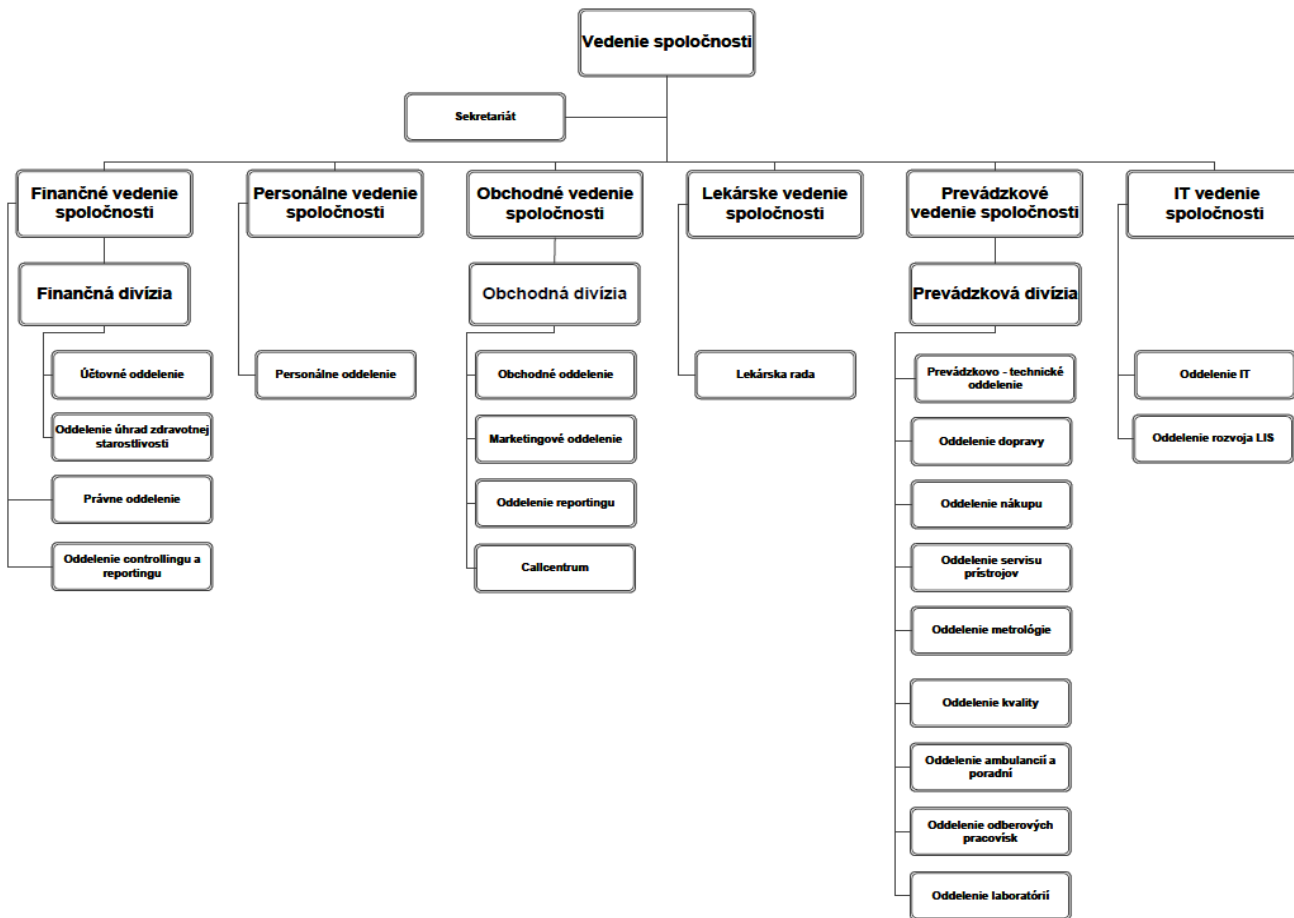 Vedenie spoločnosti
Sekretariát
Finančné vedenie
spoločnosti
Personálne vedenie
spoločnosti
Obchodné vedenie
spoločnosti
Lekárske vedenie
spoločnosti
Prevádzkové
vedenie spoločnosti
IT vedenie
spoločnosti
Finančná divízia
Obchodná divízia
Prevádzková divízia
Účtovné oddelenie
Oddelenie úhrad zdravotnej
starostlivosti
Právne oddelenie
Oddelenie controllingu a
reportingu
Personálne oddelenie
Obchodné oddelenie
Marketingové oddelenie
Oddelenie reportingu
Callcentrum
Lekárska rada
Prevádzkovo - technické
oddelenie
Oddelenie dopravy
Oddelenie nákupu
Oddelenie servisu
prístrojov
Oddelenie metrológie
Oddelenie kvality
Oddelenie ambulancií a
poradní
Oddelenie odberových
pracovísk
Oddelenie laboratórií
Oddelenie IT
Oddelenie rozvoja LIS